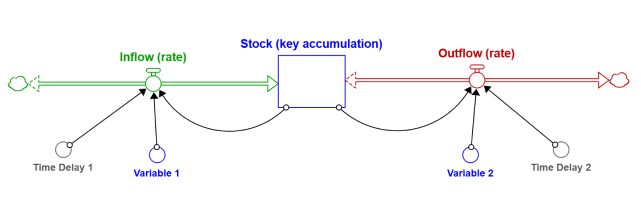 Stock (key accumulation)
Inflow (rate)
Outflow (rate)
Time Delay 1
Variable 1
Variable 2
Time Delay 2